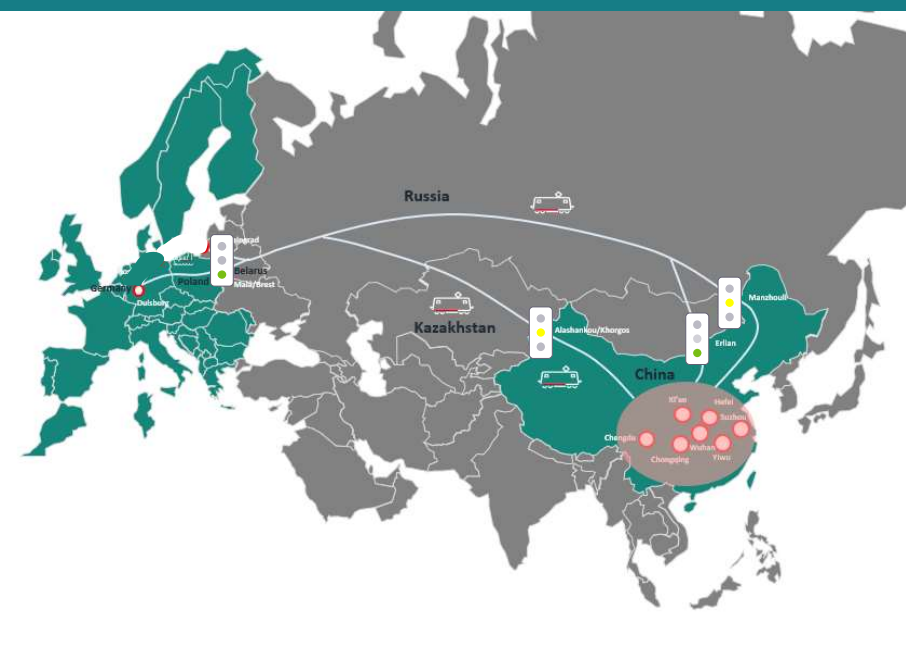 Russia
Belarus
Poland
Mala/Brest
Germany
Duisburg
Manzhouli
Kazakhstan
Alashankou/Khorgos
Erlian
China
Xi'an
Hefei
Suzhou
Chengdu
Wuhan
Chongqing
Yiwu